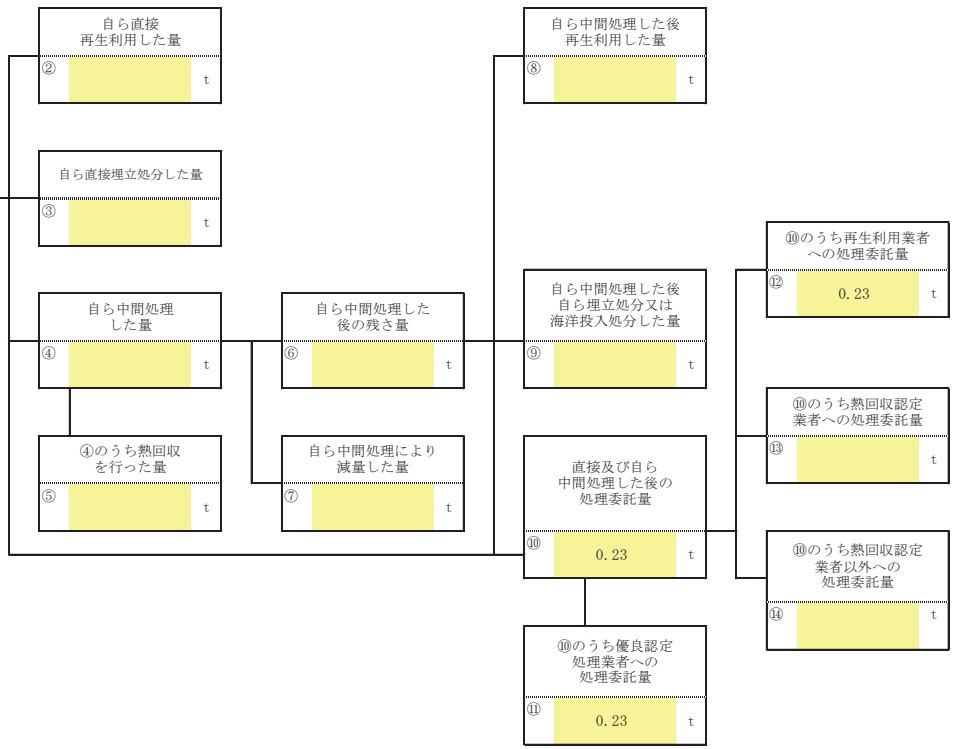 自ら直接
再生利用した量
②
t
自ら中間処理した後
再生利用した量
⑧
t
自ら直接埋立処分した量
③
t
⑩のうち再生利用業者
への処理委託量
⑫
0.23
t
自ら中間処理
した量
④
t
自ら中間処理した
後の残さ量
⑥
t
自ら中間処理した後
自ら埋立処分又は
海洋投入処分した量
⑨
t
⑩のうち熱回収認定
業者への処理委託量
⑬
t
④のうち熱回収
を行った量
⑤
t
自ら中間処理により
減量した量
⑦
t
直接及び自ら
中間処理した後の
処理委託量
⑩
0.23
t
⑩のうち熱回収認定
業者以外への
処理委託量
⑭
t
⑩のうち優良認定
処理業者への
処理委託量
⑪
0.23
t